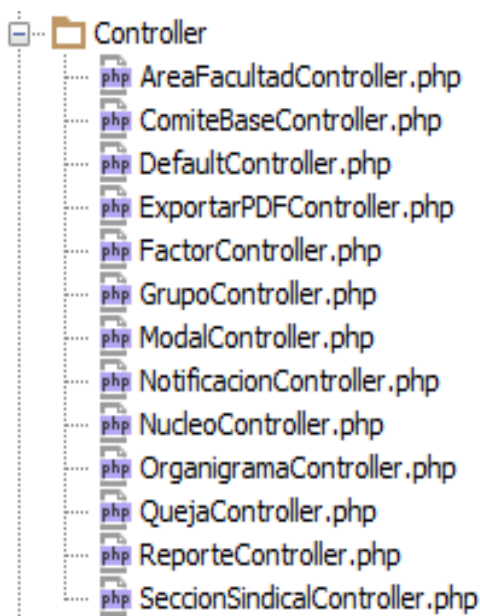 Controller
php AreaFacultadController.php
php ComiteBaseController.php
php DefaultController.php
php ExportarPDFController.php
php FactorController.php
php GrupoController.php
php ModalController.php
php NotificacionController.php
php NucleoController.php
php OrganigramaController.php
php QuejaController.php
php ReporteController.php
php SeccionSindicalController.php